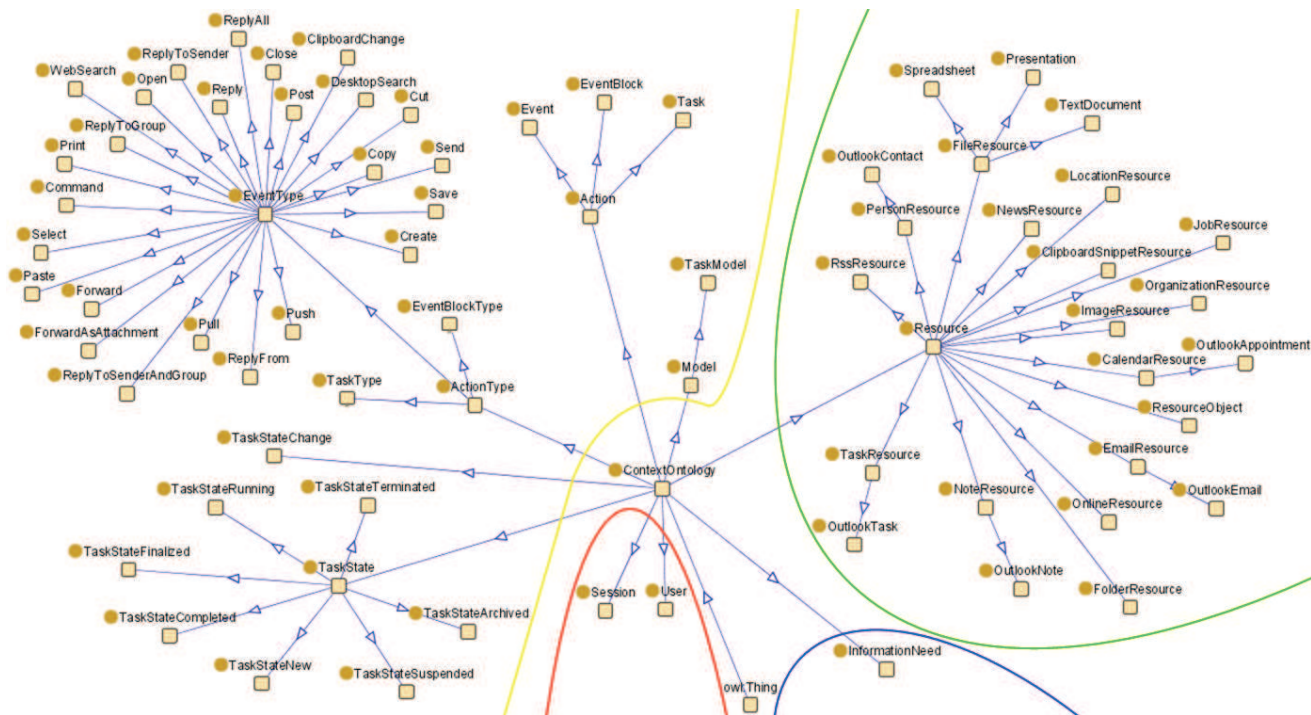 ReplyAll
ClipboardChange
ReplyToSender
Close
WebSearch
Open
DesktopSearch
Reply
Post
Cut
ReplyToGroup
Print
Copy
Send
EventType
Command
Save
Select
Create
Paste
Forward
Push
ForwardAsAttachment
Pull
ReplyFrom
ReplyToSenderAndGroup
EventBlock
Event
Task
Action
TaskModel
EventBlockType
Model
TaskType
ActionType
TaskStateChange
ContextOntology
TaskStateRunning
TaskStateTerminated
TaskStateFinalized
TaskState
TaskStateCompleted
TaskStateArchived
TaskStateNew
TaskStateSuspended
Session
User
owl:Thing
InformationNeed
Presentation
Spreadsheet
TextDocument
FileResource
OutlookContact
LocationResource
PersonResource
NewsResource
JobResource
ClipboardSnippetResource
RssResource
OrganizationResource
ImageResource
Resource
OutlookAppointment
CalendarResource
ResourceObject
TaskResource
EmailResource
NoteResource
OutlookEmail
OnlineResource
OutlookTask
OutlookNote
FolderResource